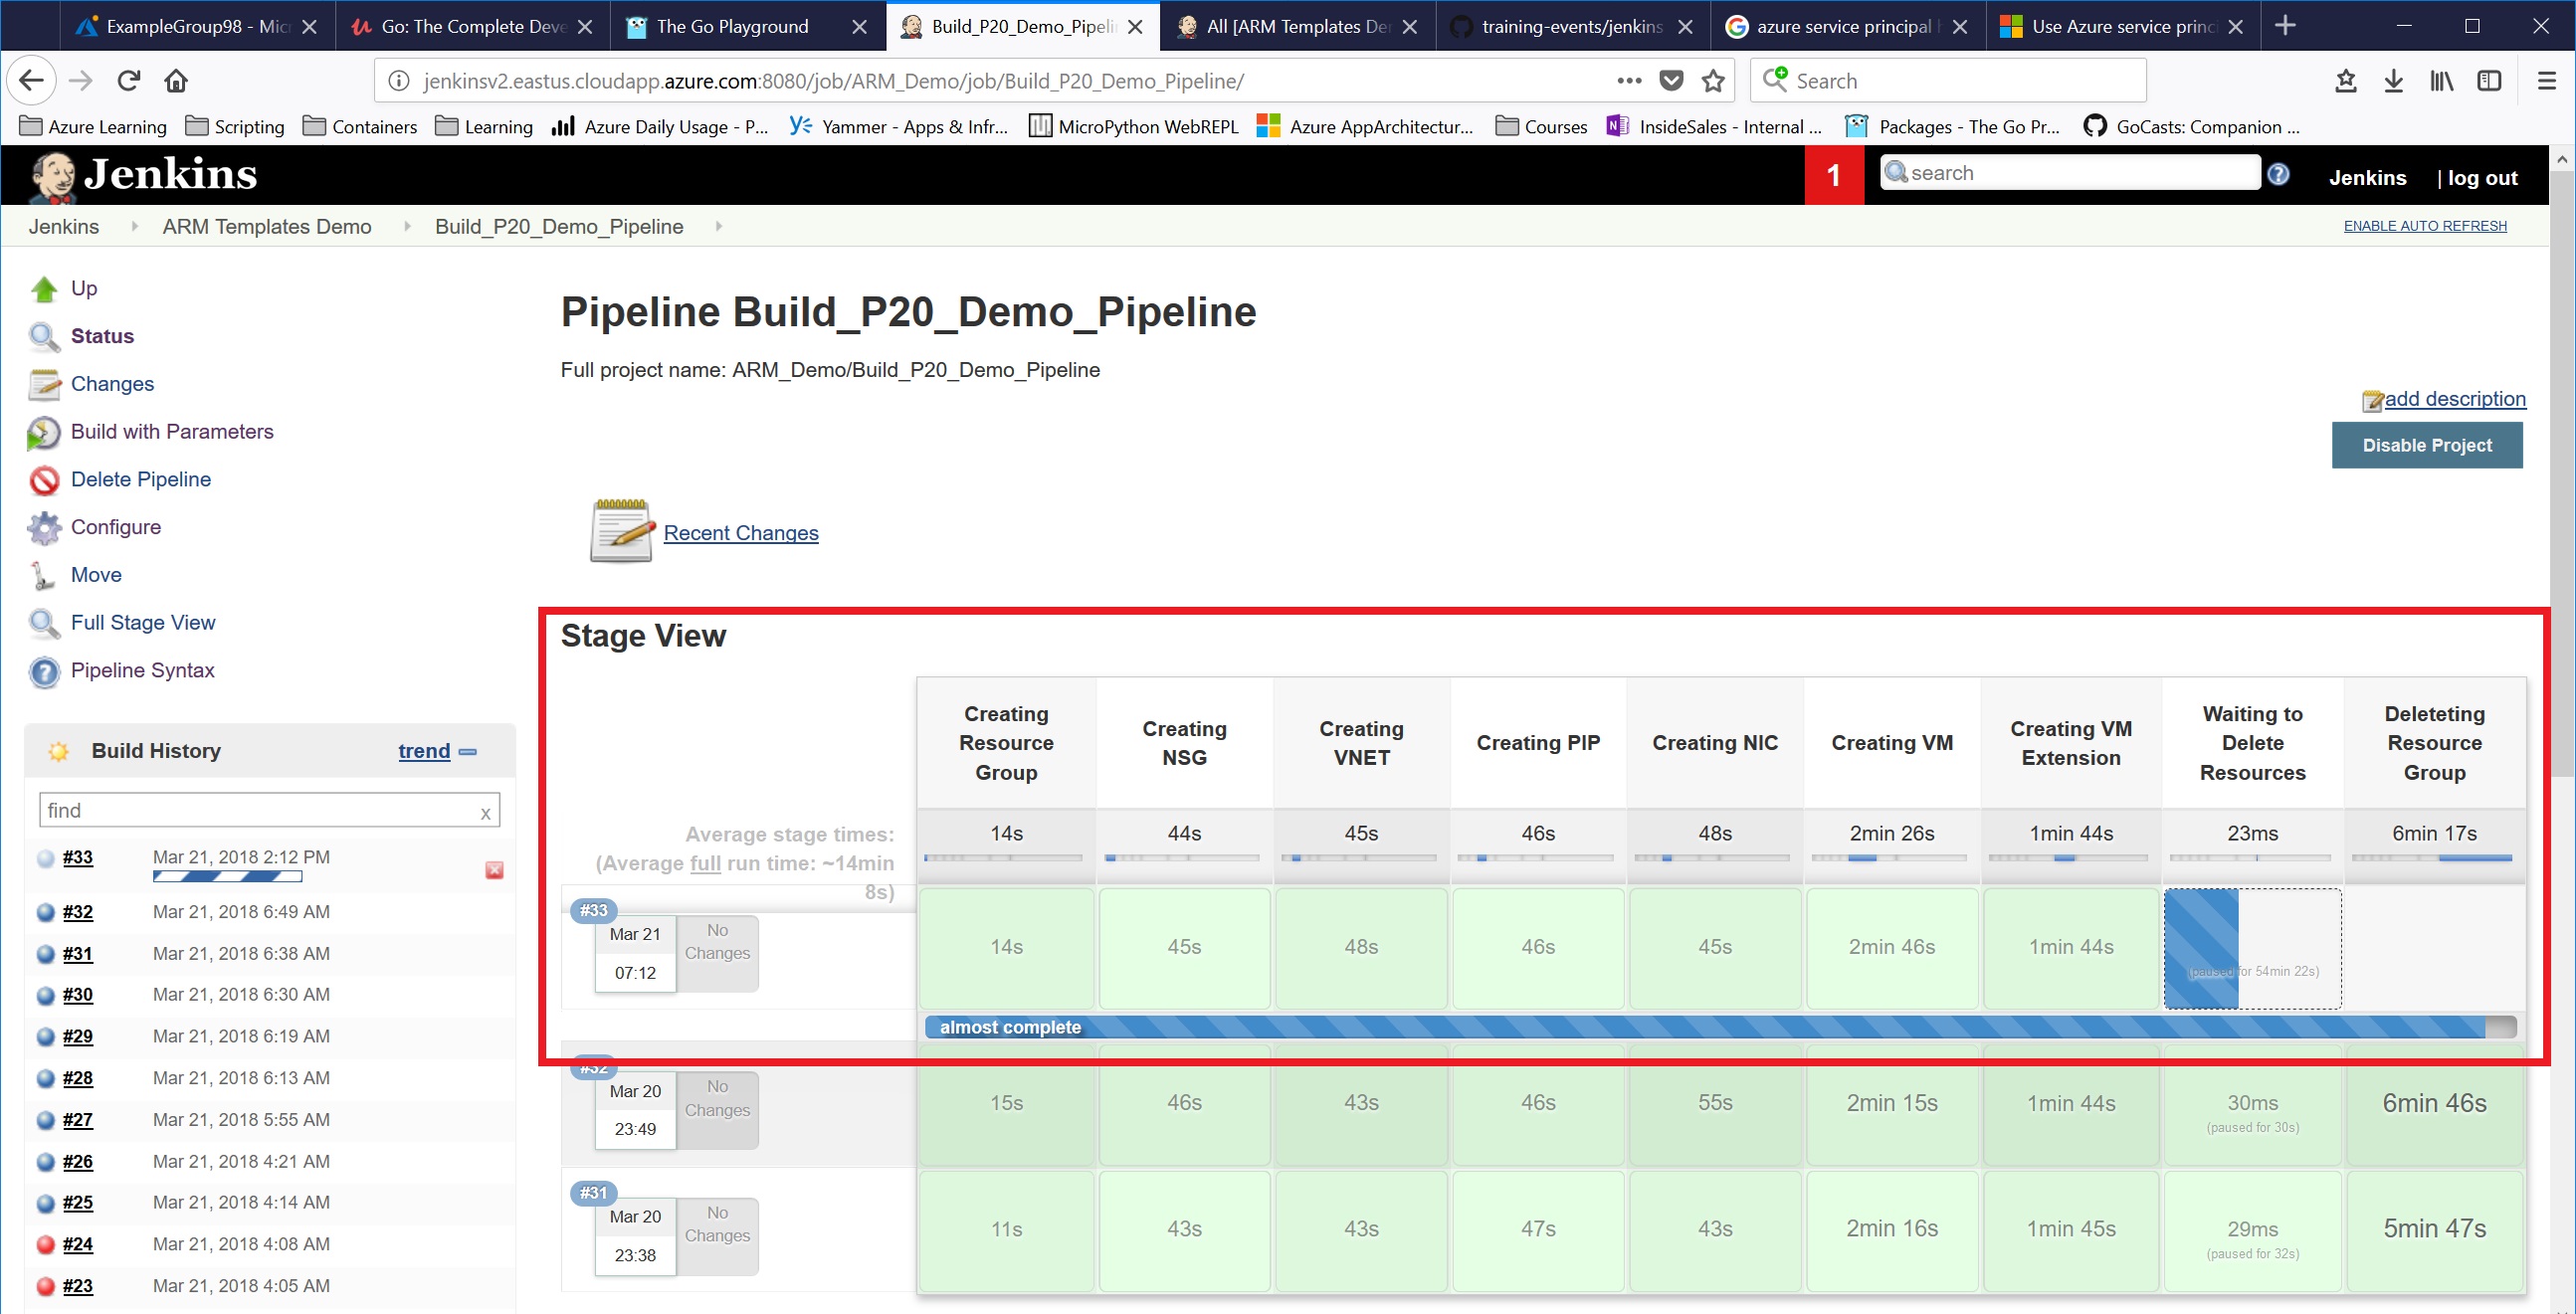 ExampleGroup98 - Mic
Go: The Complete Deve
The Go Playground
Build_P20_Demo_Pipeli
All [ARM Templates De
training-events/jenkins
azure service principal
Use Azure service princ
jenkinsv2.eastus.cloudapp.azure.com:8080/job/ARM_Demo/job/Build_P20_Demo_Pipeline/
Search
Azure Learning
Scripting
Containers
Learning
Azure Daily Usage - P...
Yammer - Apps & Infr...
MicroPython WebREPL
Azure AppArchitectur...
Courses
InsideSales - Internal ...
Packages - The Go Pr...
GoCasts: Companion ...
Jenkins
1
search
Jenkins
| log out
Jenkins
ARM Templates Demo
Build_P20_Demo_Pipeline
ENABLE AUTO REFRESH
Up
Status
Changes
Build with Parameters
Delete Pipeline
Configure
Move
Full Stage View
Pipeline Syntax
Build History
trend
find
x
#33 Mar 21, 2018 2:12 PM
#32 Mar 21, 2018 6:49 AM
#31 Mar 21, 2018 6:38 AM
#30 Mar 21, 2018 6:30 AM
#29 Mar 21, 2018 6:19 AM
#28 Mar 21, 2018 6:13 AM
#27 Mar 21, 2018 5:55 AM
#26 Mar 21, 2018 4:21 AM
#25 Mar 21, 2018 4:14 AM
#24 Mar 21, 2018 4:08 AM
#23 Mar 21, 2018 4:05 AM
Pipeline Build_P20_Demo_Pipeline
Full project name: ARM_Demo/Build_P20_Demo_Pipeline
add description
Disable Project
Recent Changes
Stage View
Creating
Resource
Group
Creating
NSG
Creating
VNET
Creating PIP
Creating NIC
Creating VM
Creating VM
Extension
Waiting to
Delete
Resources
Deleteting
Resource
Group
Average stage times:
(Average full run time: ~14min
8s)
14s 44s 45s 46s 48s 2min 26s 1min 44s 23ms 6min 17s
#33
Mar 21
07:12
No
Changes
14s 45s 48s 46s 45s 2min 46s 1min 44s
(paused for 54min 22s)
almost complete
#32
Mar 20
23:49
No
Changes
15s 46s 43s 46s 55s 2min 15s 1min 44s 30ms 6min 46s
(paused for 30s)
#31
Mar 20
23:38
No
Changes
11s 43s 43s 47s 43s 2min 16s 1min 45s 29ms 5min 47s
(paused for 32s)